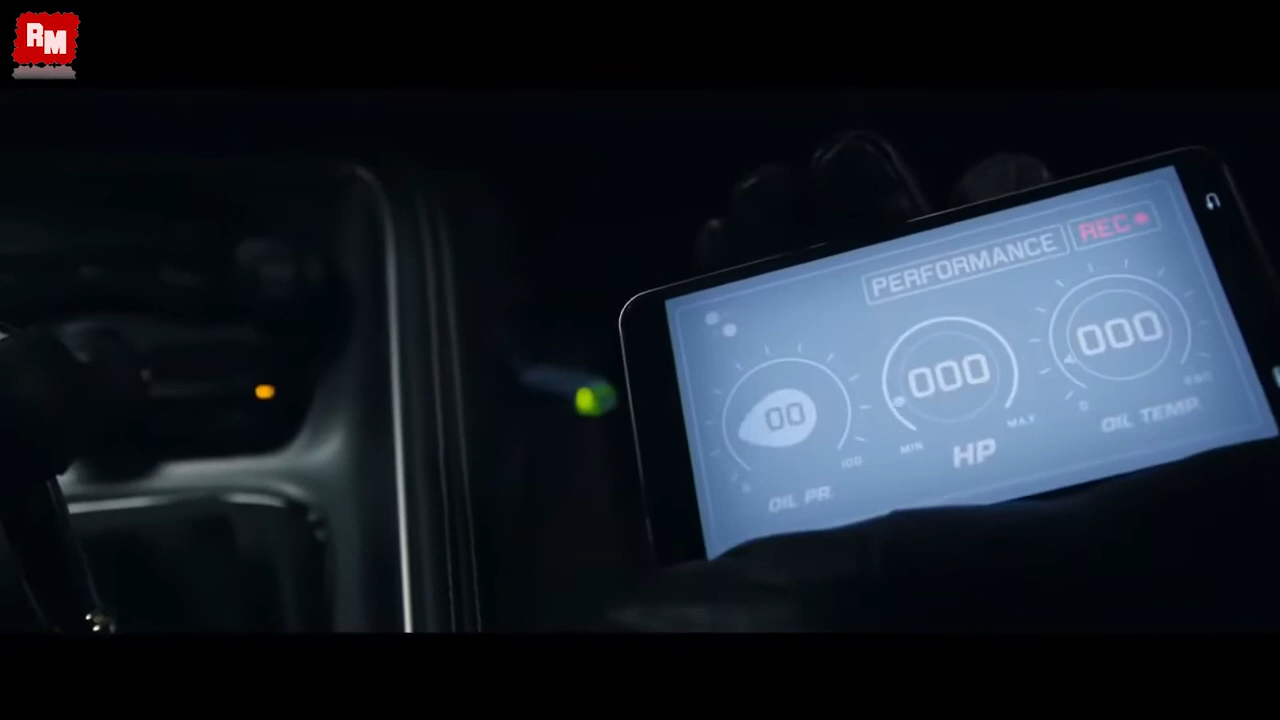 RM
PERFORMANCE REC
00
000
000
100
MIN
MAX
OIL PR.
HP
OIL TEMP.